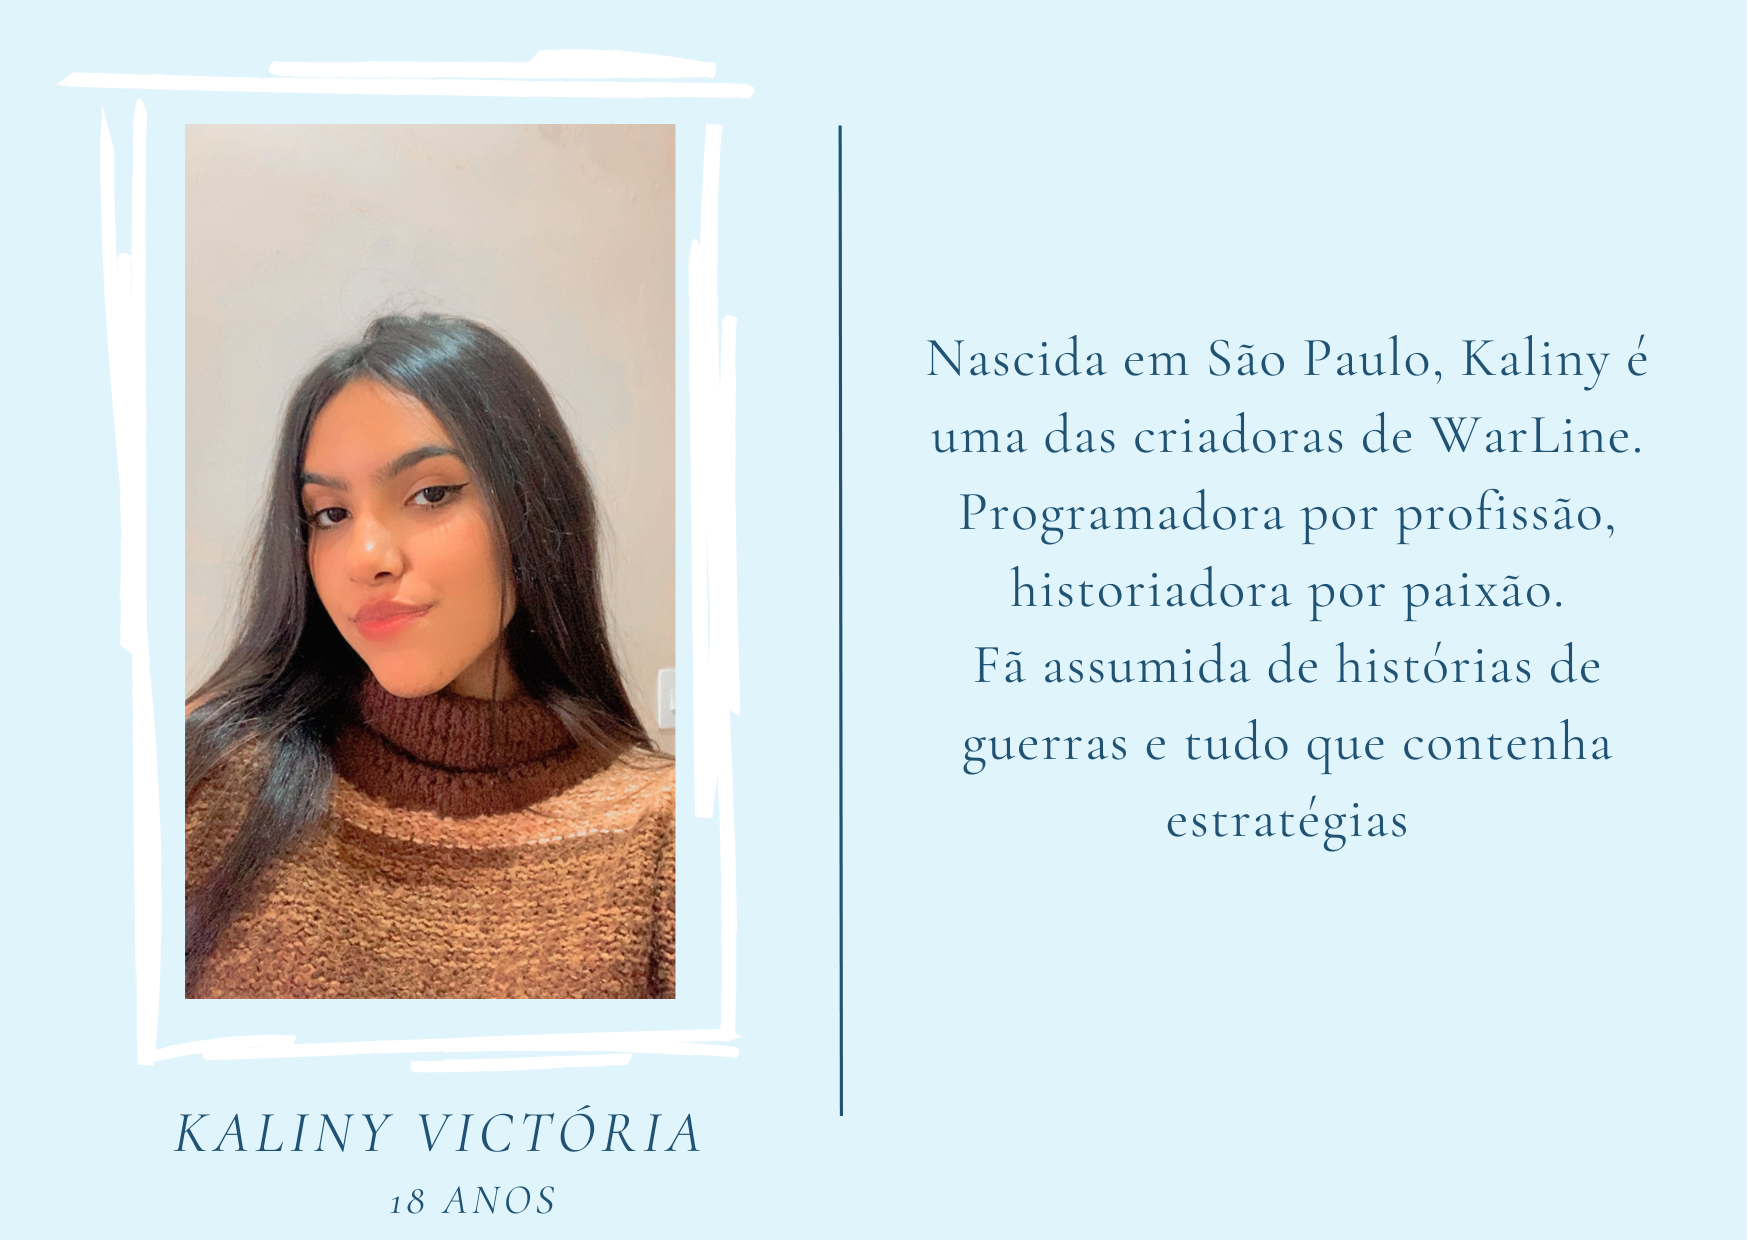 Nascida em São Paulo, Kaliny é
uma das criadoras de WarLine.
Programadora por profissão,
historiadora por paixão.
Fã assumida de histórias de
guerras e tudo que contenha
estratégias
KALINY VICTÓRIA
18 ANOS